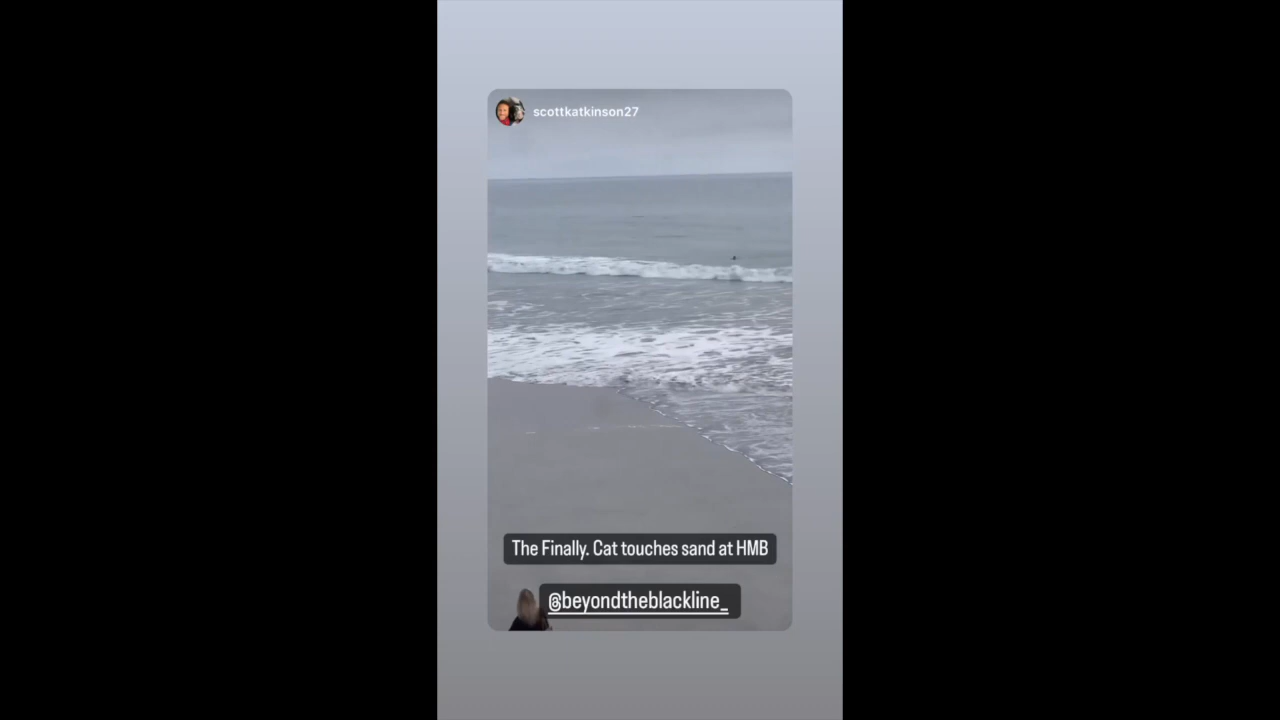 scottkatkinson27
The Finally. Cat touches sand at HMB
@beyondtheblackline_